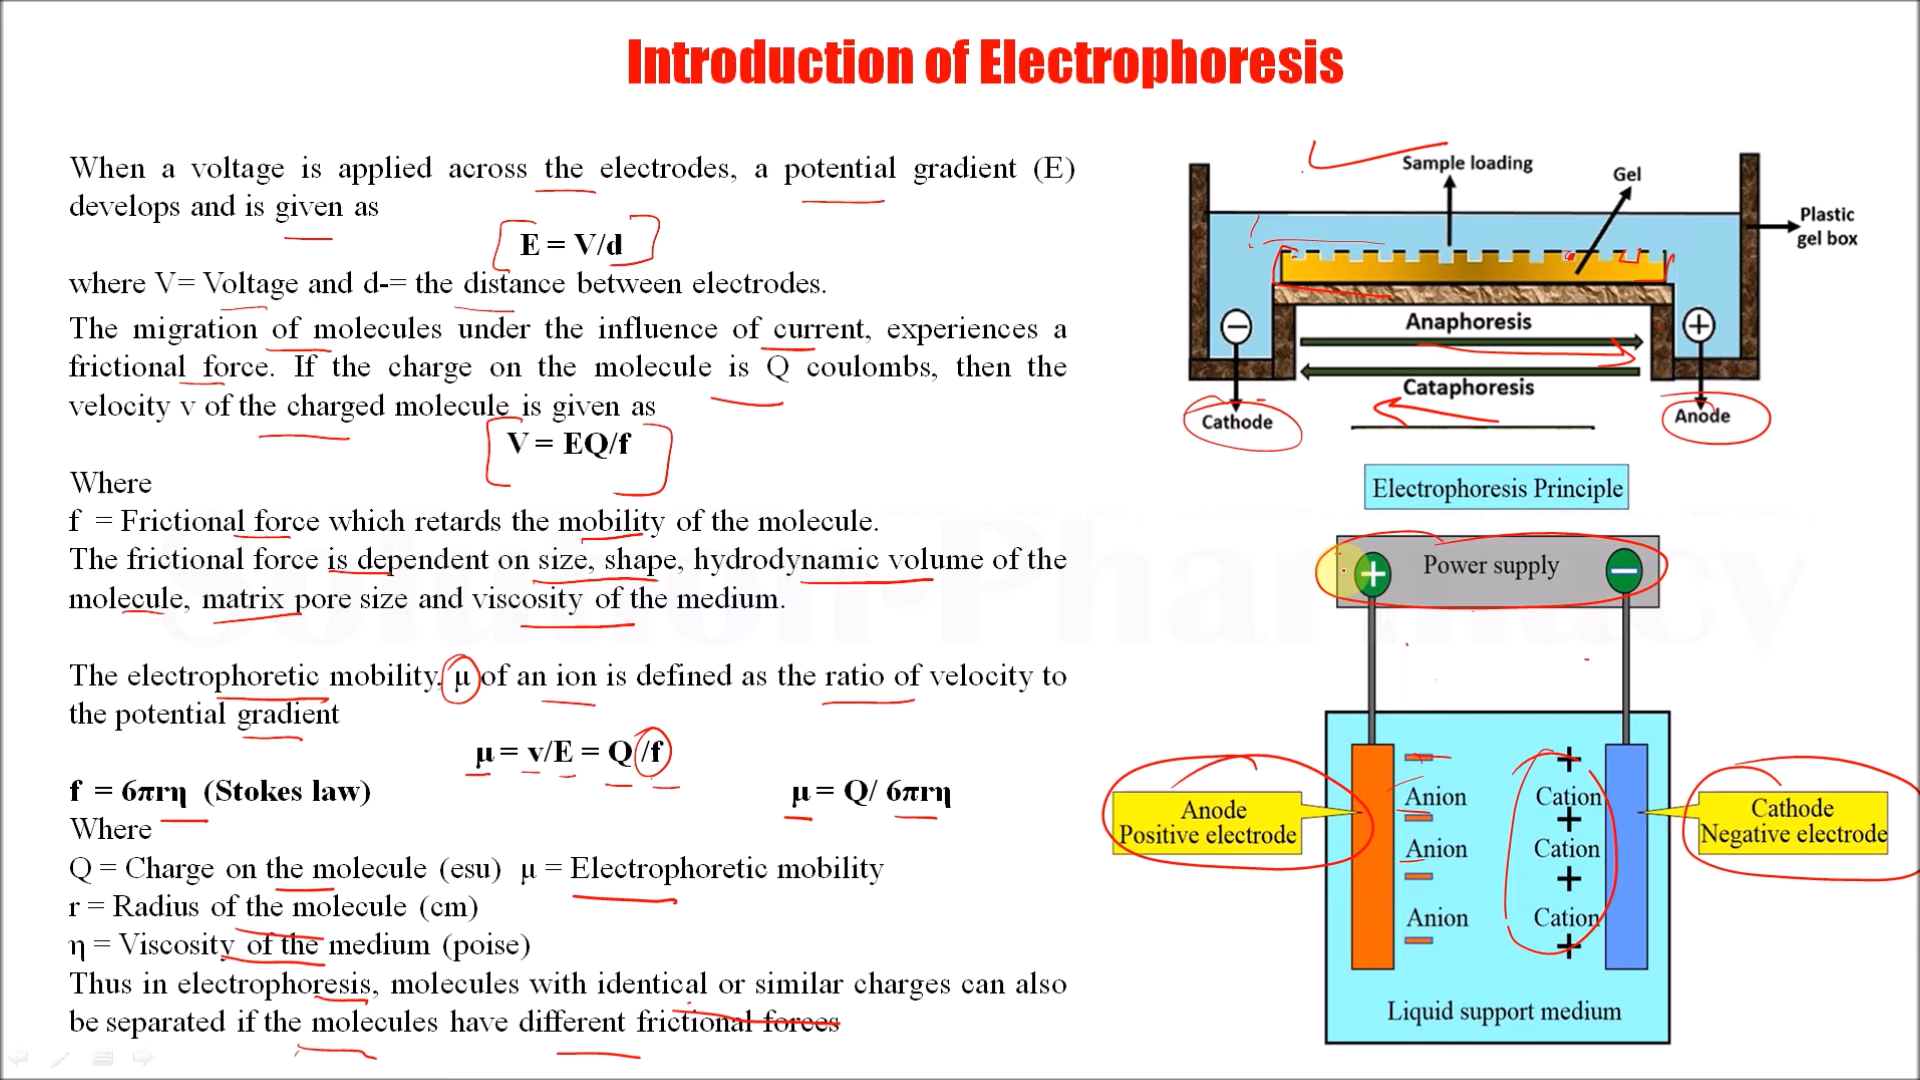 Introduction of Electrophoresis
When a voltage is applied across the electrodes, a potential gradient (E)
develops and is given as
E = V/d
where V= Voltage and d-= the distance between electrodes.
The migration of molecules under the influence of current, experiences a
frictional force. If the charge on the molecule is Q coulombs, then the
velocity v of the charged molecule is given as
V = EQ/f
Where
f = Frictional force which retards the mobility of the molecule.
The frictional force is dependent on size, shape, hydrodynamic volume of the
molecule, matrix pore size and viscosity of the medium.
The electrophoretic mobility, μ of an ion is defined as the ratio of velocity to
the potential gradient
μ = v/E = Q /f
f = 6πrη (Stokes law) μ = Q/ 6πrη
Where
Q = Charge on the molecule (esu) μ = Electrophoretic mobility
r = Radius of the molecule (cm)
η = Viscosity of the medium (poise)
Thus in electrophoresis, molecules with identical or similar charges can also
be separated if the molecules have different frictional forces
Sample loading
Gel
Plastic
gel box
−
+
Anaphoresis
Cataphoresis
Cathode
Anode
Electrophoresis Principle
+ Power supply −
Anode
Positive electrode
Anion
Anion
Anion
+
Cation
+
Cation
+
Cation
+
Cathode
Negative electrode
Liquid support medium
Solution-Pharmacy